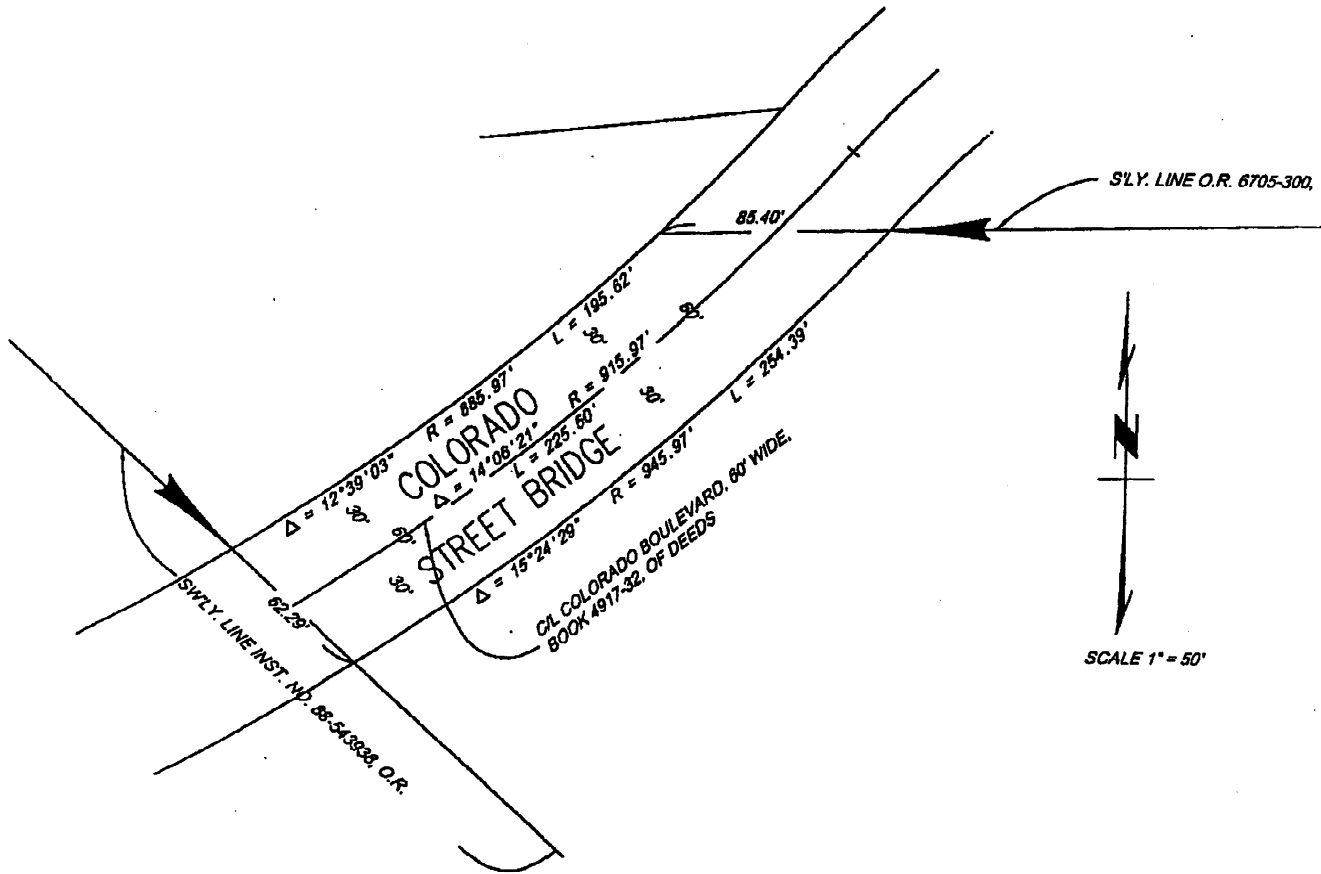 S'LY. LINE O.R. 6705-300,
85.40'
L = 195.62'
30'
60'
R = 885.97'
R = 915.97'
30'
L = 254.39'
COLORADO
Δ = 14°06'21"
L = 225.60'
Δ = 12°39'03"
30'
60'
STREET BRIDGE
R = 945.97'
30'
Δ = 15°24'29"
C/L COLORADO BOULEVARD, 60' WIDE,
BOOK 4917-32, OF DEEDS
62.29'
SW'LY. LINE INST. NO. 88-543938, O.R.
N
SCALE 1" = 50'